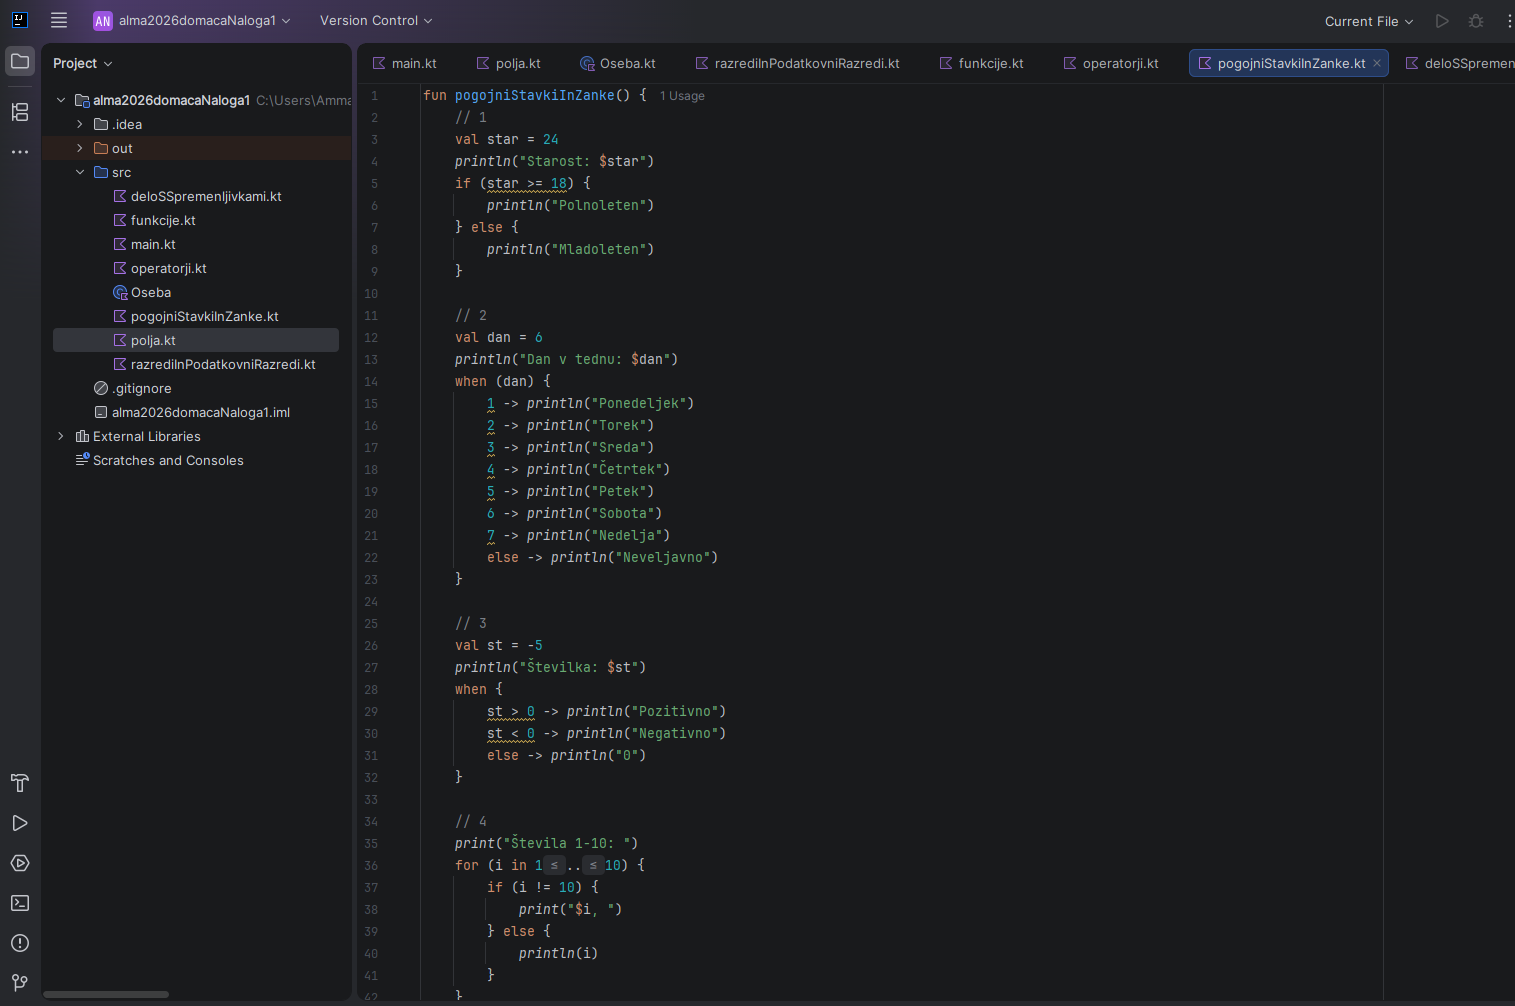 AN alma2026domacaNaloga1 Version Control Current File
Project
main.kt polja.kt Oseba.kt razrediInPodatkovniRazredi.kt funkcije.kt operatorji.kt pogojniStavkiInZanke.kt deloSSpremen
alma2026domacaNaloga1 C:\Users\Amma
.idea
out
src
deloSSpremenljivkami.kt
funkcije.kt
main.kt
operatorji.kt
Oseba
pogojniStavkiInZanke.kt
polja.kt
razrediInPodatkovniRazredi.kt
.gitignore
alma2026domacaNaloga1.iml
External Libraries
Scratches and Consoles
1 fun pogojniStavkiInZanke() { 1 Usage
2 // 1
3 val star = 24
4 println("Starost: $star")
5 if (star >= 18) {
6 println("Polnoleten")
7 } else {
8 println("Mladoleten")
9 }
10
11 // 2
12 val dan = 6
13 println("Dan v tednu: $dan")
14 when (dan) {
15 1 -> println("Ponedeljek")
16 2 -> println("Torek")
17 3 -> println("Sreda")
18 4 -> println("Četrtek")
19 5 -> println("Petek")
20 6 -> println("Sobota")
21 7 -> println("Nedelja")
22 else -> println("Neveljavno")
23 }
24
25 // 3
26 val st = -5
27 println("Številka: $st")
28 when {
29 st > 0 -> println("Pozitivno")
30 st < 0 -> println("Negativno")
31 else -> println("0")
32 }
33
34 // 4
35 print("Števila 1-10: ")
36 for (i in 1 ≤ .. ≤ 10) {
37 if (i != 10) {
38 print("$i, ")
39 } else {
40 println(i)
41 }
42 }